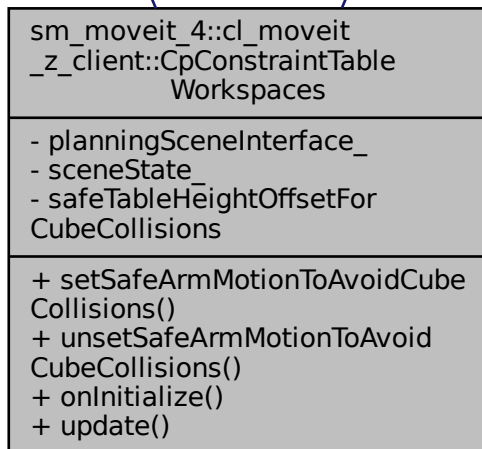 sm_moveit_4::cl_moveit
_z_client::CpConstraintTable
Workspaces
- planningSceneInterface_
- sceneState_
- safeTableHeightOffsetFor
CubeCollisions
+ setSafeArmMotionToAvoidCube
Collisions()
+ unsetSafeArmMotionToAvoid
CubeCollisions()
+ onInitialize()
+ update()